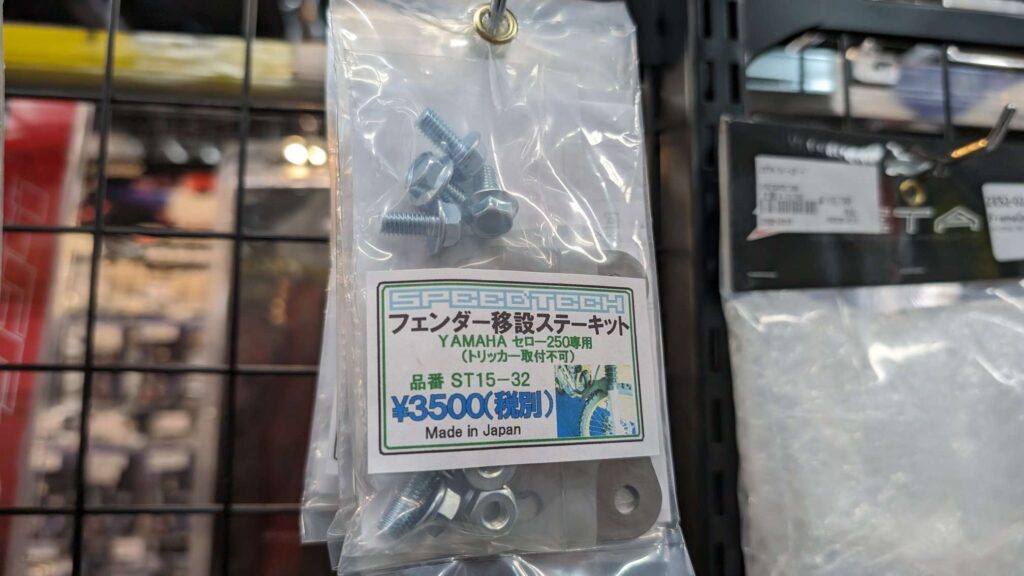 SPEEDTECH
フェンダー移設ステーキット
YAMAHA セロー250専用
(トリッカー取付不可)
品番 ST15-32
¥3500(税別)
Made in Japan
TA